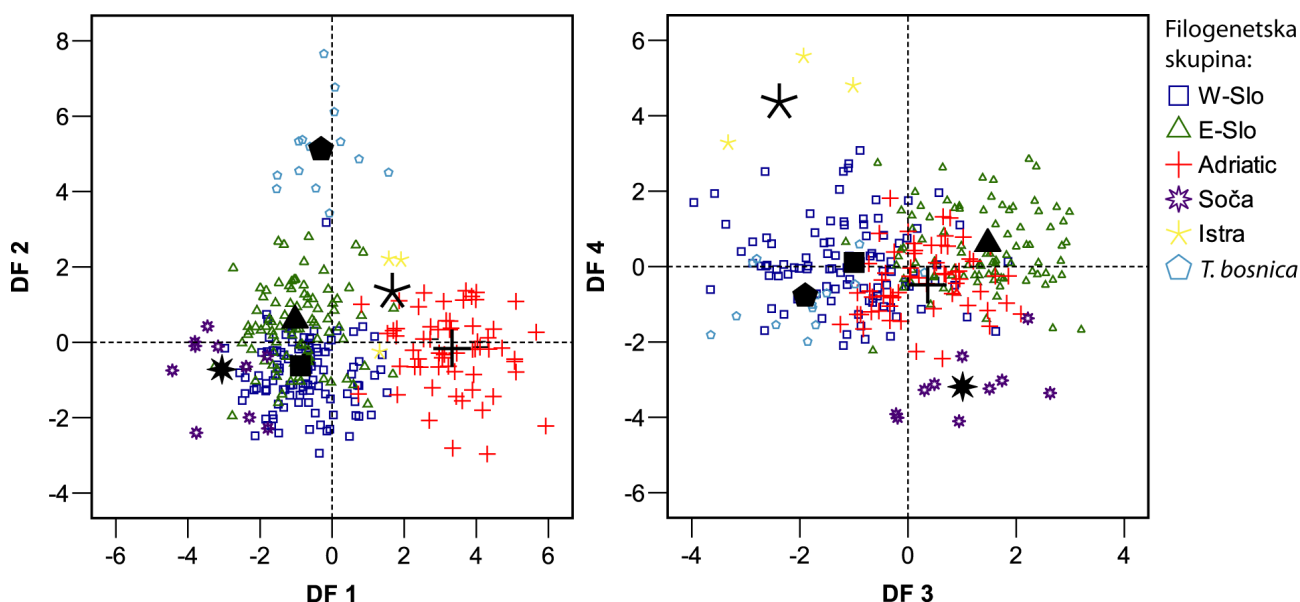 8
6
4
2
0
-2
-4
DF 2
-6
-4
-2
0
2
4
6
DF 1
6
4
2
0
-2
-4
-6
DF 4
-4
-2
0
2
4
DF 3
Filogenetska
skupina:
W-Slo
E-Slo
Adriatic
Soča
Istra
T. bosnica